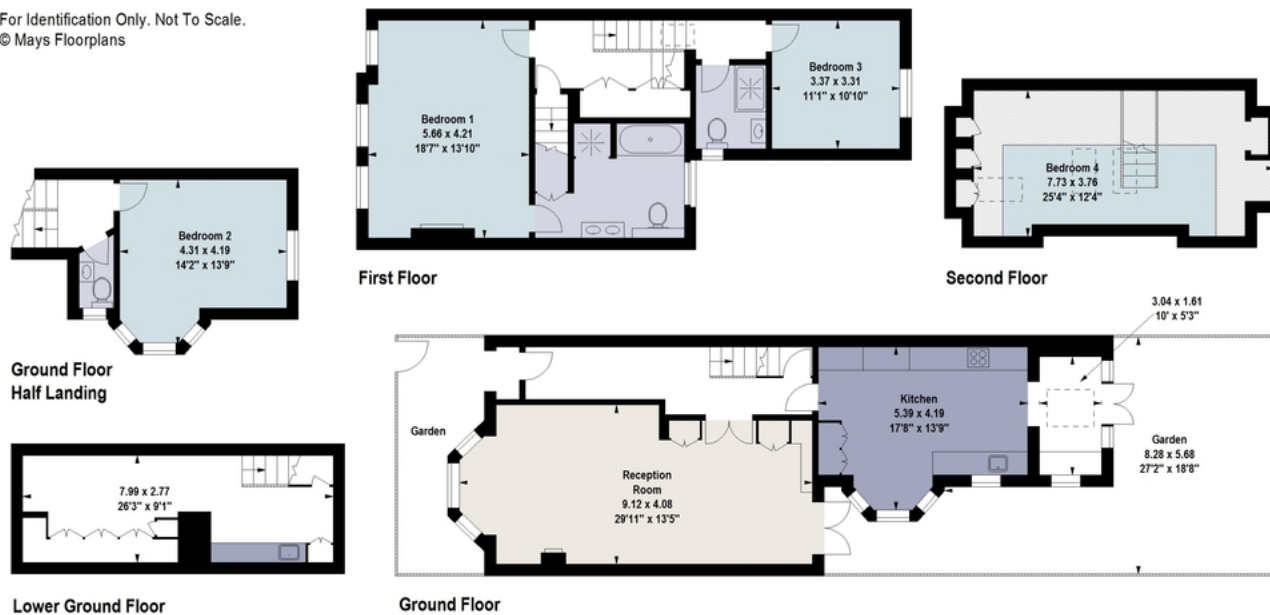 For Identification Only. Not To Scale.
© Mays Floorplans
Bedroom 1
5.66 x 4.21
18'7" x 13'10"
Bedroom 3
3.37 x 3.31
11'1" x 10'10"
First Floor
Bedroom 4
7.73 x 3.76
25'4" x 12'4"
Second Floor
Bedroom 2
4.31 x 4.19
14'2" x 13'9"
Ground Floor
Half Landing
3.04 x 1.61
10' x 5'3"
Garden
Kitchen
5.39 x 4.19
17'8" x 13'9"
Garden
8.28 x 5.68
27'2" x 18'8"
Reception
Room
9.12 x 4.08
29'11" x 13'5"
Ground Floor
7.99 x 2.77
26'3" x 9'1"
Lower Ground Floor